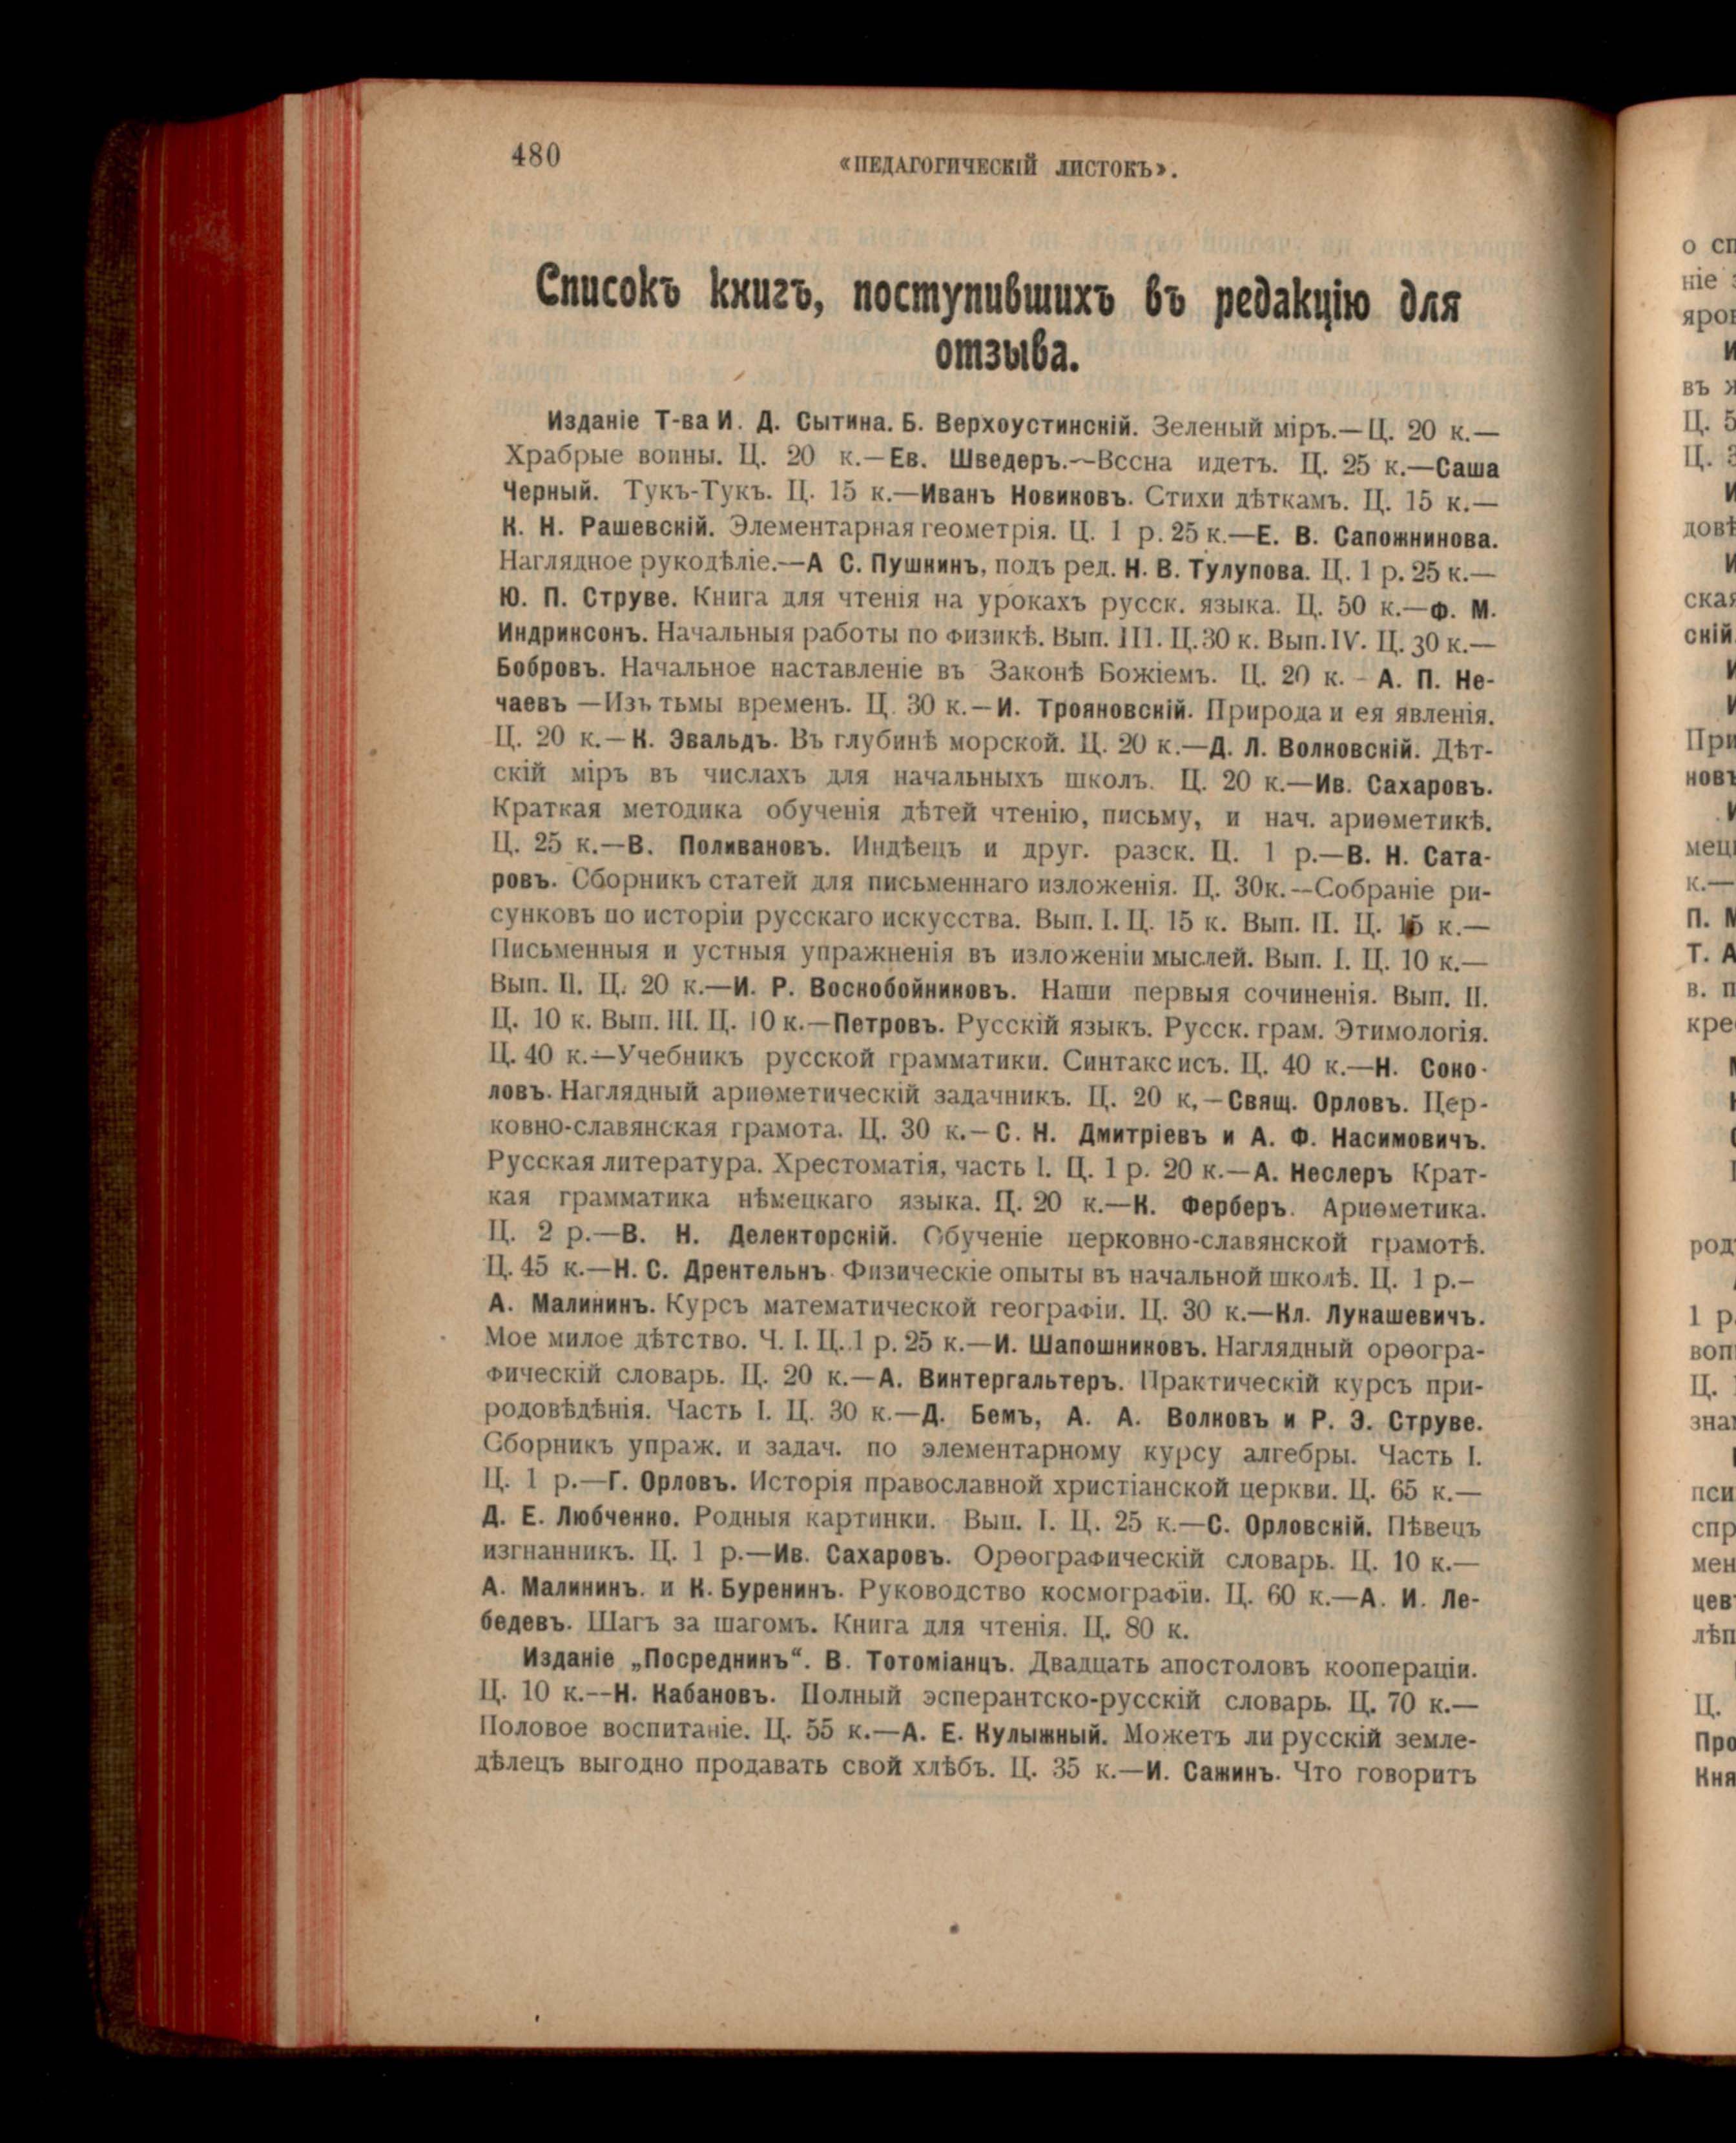 480
«ПЕДАГОГИЧЕСКІЙ ЛИСТОКЪ».
Списокъ книгъ, поступившихъ въ редакцію для
отзыва.
Изданіе Т-ва И. Д. Сытина. Б. Верхоустинскій. Зеленый міръ.—Ц. 20 к.—
Храбрые воины. Ц. 20 к.—Ев. Шведеръ.—Весна идетъ. Ц. 25 к.—Саша
Черный. Тукъ-Тукъ. Ц. 15 к.—Иванъ Новиковъ. Стихи дѣткамъ. Ц. 15 к.—
К. Н. Рашевскій. Элементарная геометрія. Ц. 1 р. 25 к.—Е. В. Сапожникова.
Наглядное рукодѣліе.—А С. Пушкинъ, подъ ред. Н. В. Тулупова. Ц. 1 р. 25 к.—
Ю. П. Струве. Книга для чтенія на урокахъ русск. языка. Ц. 50 к.—Ф. М.
Индриксонъ. Начальныя работы по физикѣ. Вып. III. Ц. 30 к. Вып. IV. Ц. 30 к.—
Бобровъ. Начальное наставленіе въ Законѣ Божіемъ. Ц. 20 к. - А. П. Не-
чаевъ —Изъ тьмы временъ. Ц. 30 к.—И. Трояновскій. Природа и ея явленія.
Ц. 20 к.—К. Эвальдъ. Въ глубинѣ морской. Ц. 20 к.—Д. Л. Волковскій. Дѣт-
скій міръ въ числахъ для начальныхъ школъ. Ц. 20 к.—Ив. Сахаровъ.
Краткая методика обученія дѣтей чтенію, письму, и нач. ариѳметикѣ.
Ц. 25 к.—В. Поливановъ. Индѣецъ и друг. разск. Ц. 1 р.—В. Н. Сата-
ровъ. Сборникъ статей для письменнаго изложенія. Ц. 30к.—Собраніе ри-
сунковъ по исторіи русскаго искусства. Вып. I. Ц. 15 к. Вып. II. Ц. 15 к.—
Письменныя и устныя упражненія въ изложеніи мыслей. Вып. I. Ц. 10 к.—
Вып. II. Ц. 20 к.—И. Р. Воскобойниковъ. Наши первыя сочиненія. Вып. II.
Ц. 10 к. Вып. III. Ц. 10 к.—Петровъ. Русскій языкъ. Русск. грам. Этимологія.
Ц. 40 к.—Учебникъ русской грамматики. Синтаксисъ. Ц. 40 к.—Н. Соко-
ловъ. Наглядный ариѳметическій задачникъ. Ц. 20 к,—Свящ. Орловъ. Цер-
ковно-славянская грамота. Ц. 30 к.—С. Н. Дмитріевъ и А. Ф. Насимовичъ.
Русская литература. Хрестоматія, часть I. Ц. 1 р. 20 к.—А. Неслеръ Крат-
кая грамматика нѣмецкаго языка. Ц. 20 к.—К. Ферберъ. Ариѳметика.
Ц. 2 р.—В. Н. Делекторскій. Обученіе церковно-славянской грамотѣ.
Ц. 45 к.—Н. С. Дрентельнъ. Физическіе опыты въ начальной школѣ. Ц. 1 р.—
А. Малининъ. Курсъ математической географіи. Ц. 30 к.—Кл. Лукашевичъ.
Мое милое дѣтство. Ч. I. Ц. 1 р. 25 к.—И. Шапошниковъ. Наглядный орѳогра-
фическій словарь. Ц. 20 к.—А. Винтергальтеръ. Практическій курсъ при-
родовѣдѣнія. Часть I. Ц. 30 к.—Д. Бемъ, А. А. Волковъ и Р. Э. Струве.
Сборникъ упраж. и задач. по элементарному курсу алгебры. Часть I.
Ц. 1 р.—Г. Орловъ. Исторія православной христіанской церкви. Ц. 65 к.—
Д. Е. Любченко. Родныя картинки. Вып. I. Ц. 25 к.—С. Орловскій. Пѣвецъ
изгнанникъ. Ц. 1 р.—Ив. Сахаровъ. Орѳографическій словарь. Ц. 10 к.—
А. Малининъ. и К. Буренинъ. Руководство космографіи. Ц. 60 к.—А. И. Ле-
бедевъ. Шагъ за шагомъ. Книга для чтенія. Ц. 80 к.
Изданіе „Посредникъ“. В. Тотоміанцъ. Двадцать апостоловъ коопераціи.
Ц. 10 к.--Н. Кабановъ. Полный эсперантско-русскій словарь. Ц. 70 к.—
Половое воспитаніе. Ц. 55 к.—А. Е. Кулыжный. Можетъ ли русскій земле-
дѣлецъ выгодно продавать свой хлѣбъ. Ц. 35 к.—И. Сажинъ. Что говоритъ